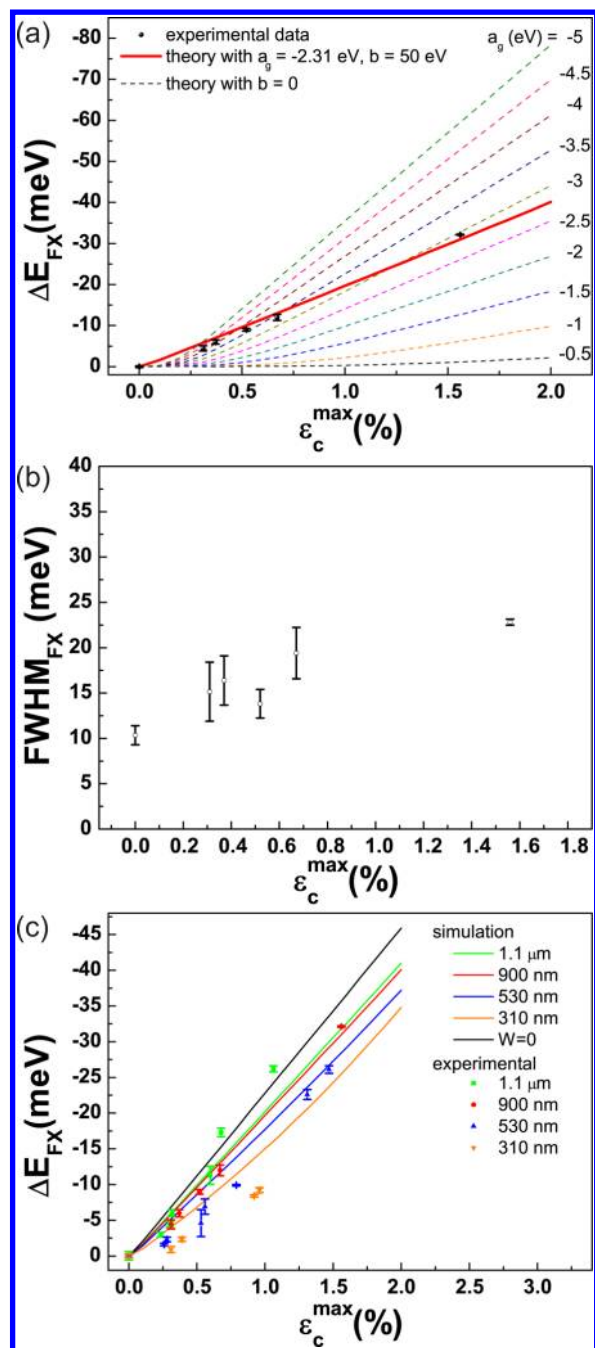 (a)
experimental data
theory with a_g = -2.31 eV, b = 50 eV
theory with b = 0
a_g (eV) = -5
-4.5
-4
-3.5
-3
-2.5
-2
-1.5
-1
-0.5
-80
-70
-60
-50
-40
-30
-20
-10
0
ΔE_FX(meV)
0.0 0.5 1.0 1.5 2.0
ε_c^max(%)
(b)
40
35
30
25
20
15
10
5
0
FWHM_FX (meV)
0.0 0.2 0.4 0.6 0.8 1.0 1.2 1.4 1.6 1.8
ε_c^max(%)
(c)
-45
-40
-35
-30
-25
-20
-15
-10
-5
0
ΔE_FX(meV)
simulation
1.1 μm
900 nm
530 nm
310 nm
W=0
experimental
1.1 μm
900 nm
530 nm
310 nm
0.0 0.5 1.0 1.5 2.0 2.5 3.0
ε_c^max(%)